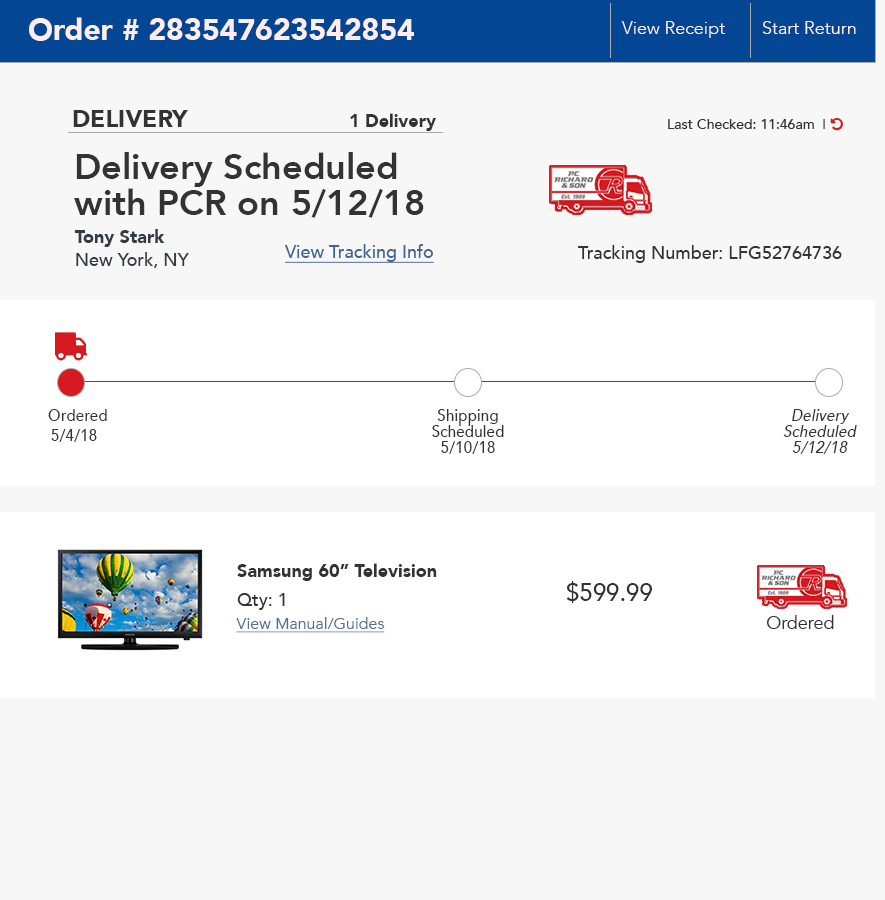 Order # 283547623542854
View Receipt
Start Return
DELIVERY
1 Delivery
Last Checked: 11:46am |
Delivery Scheduled
with PCR on 5/12/18
P.C.
RICHARD
& SON
Est. 1909
R
Tony Stark
New York, NY
View Tracking Info
Tracking Number: LFG52764736
Ordered
5/4/18
Shipping
Scheduled
5/10/18
Delivery
Scheduled
5/12/18
Samsung 60” Television
Qty: 1
View Manual/Guides
$599.99
P.C.
RICHARD
& SON
Est. 1909
R
Ordered